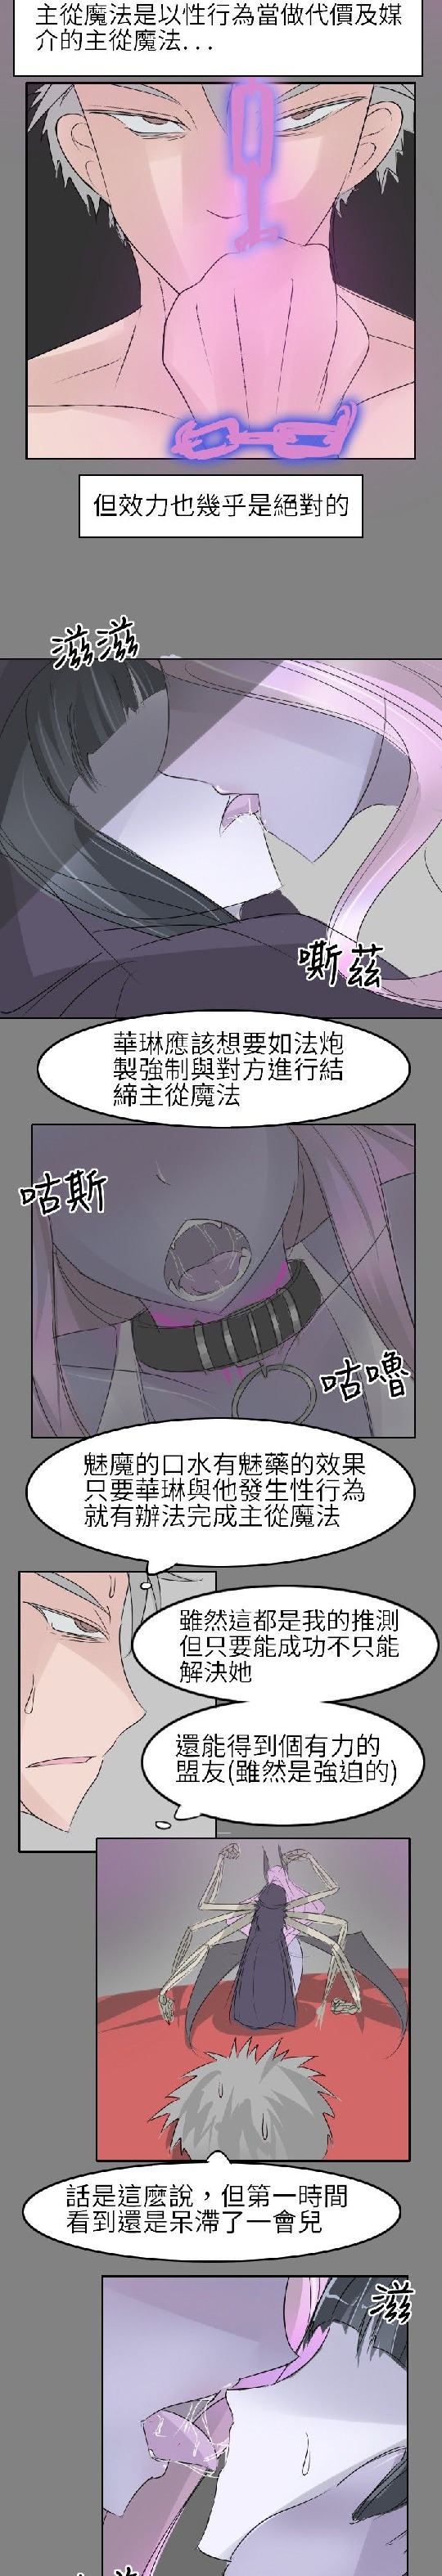 主從魔法是以性行為當做代價及媒
介的主從魔法...
但效力也幾乎是絕對的
滋滋
嘶茲
華琳應該想要如法炮
製強制與對方進行結
締主從魔法
咕斯
咕嚕
魅魔的口水有魅藥的效果
只要華琳與他發生性行為
就有辦法完成主從魔法
雖然這都是我的推測
但只要能成功不只能
解決她
還能得到個有力的
盟友(雖然是強迫的)
話是這麼說，但第一時間
看到還是呆滯了一會兒
滋